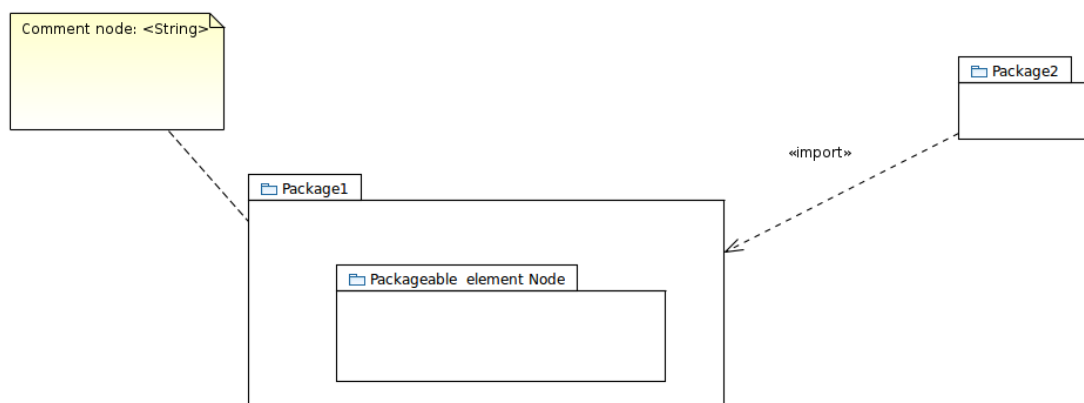 Comment node: <String>
Package2
«import»
Package1
Packageable element Node